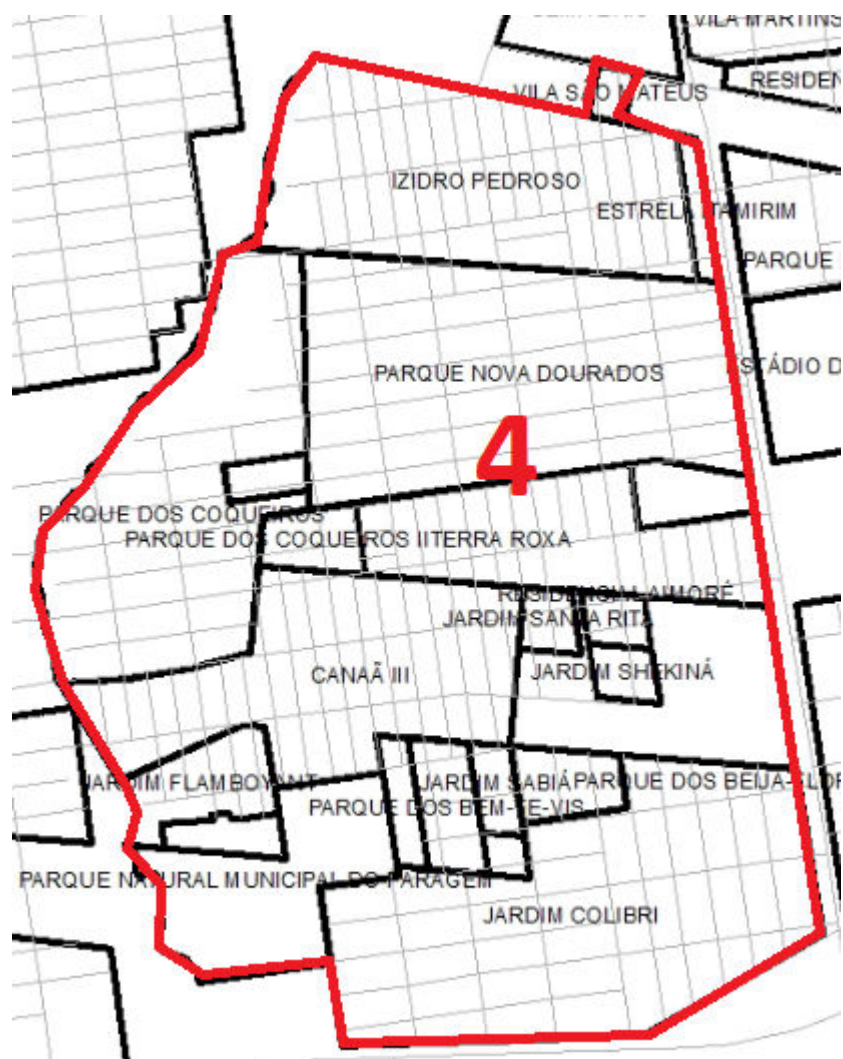 VILA MARTINS
RESIDEN
VILA SÃO MATEUS
IZIDRO PEDROSO
ESTRELA ITAMIRIM
PARQUE
ESTÁDIO D
PARQUE NOVA DOURADOS
4
PARQUE DOS COQUEIROS
PARQUE DOS COQUEIROS II
TERRA ROXA
RESIDENCIAL AIMORÉ
JARDIM SANTA RITA
CANAÃ III
JARDIM SHEKINÁ
JARDIM FLAMBOYANT
JARDIM SABIÁ
PARQUE DOS BEIJA-FLOR
PARQUE DOS BEM-TE-VIS
PARQUE NATURAL MUNICIPAL DO PARAGEM
JARDIM COLIBRI